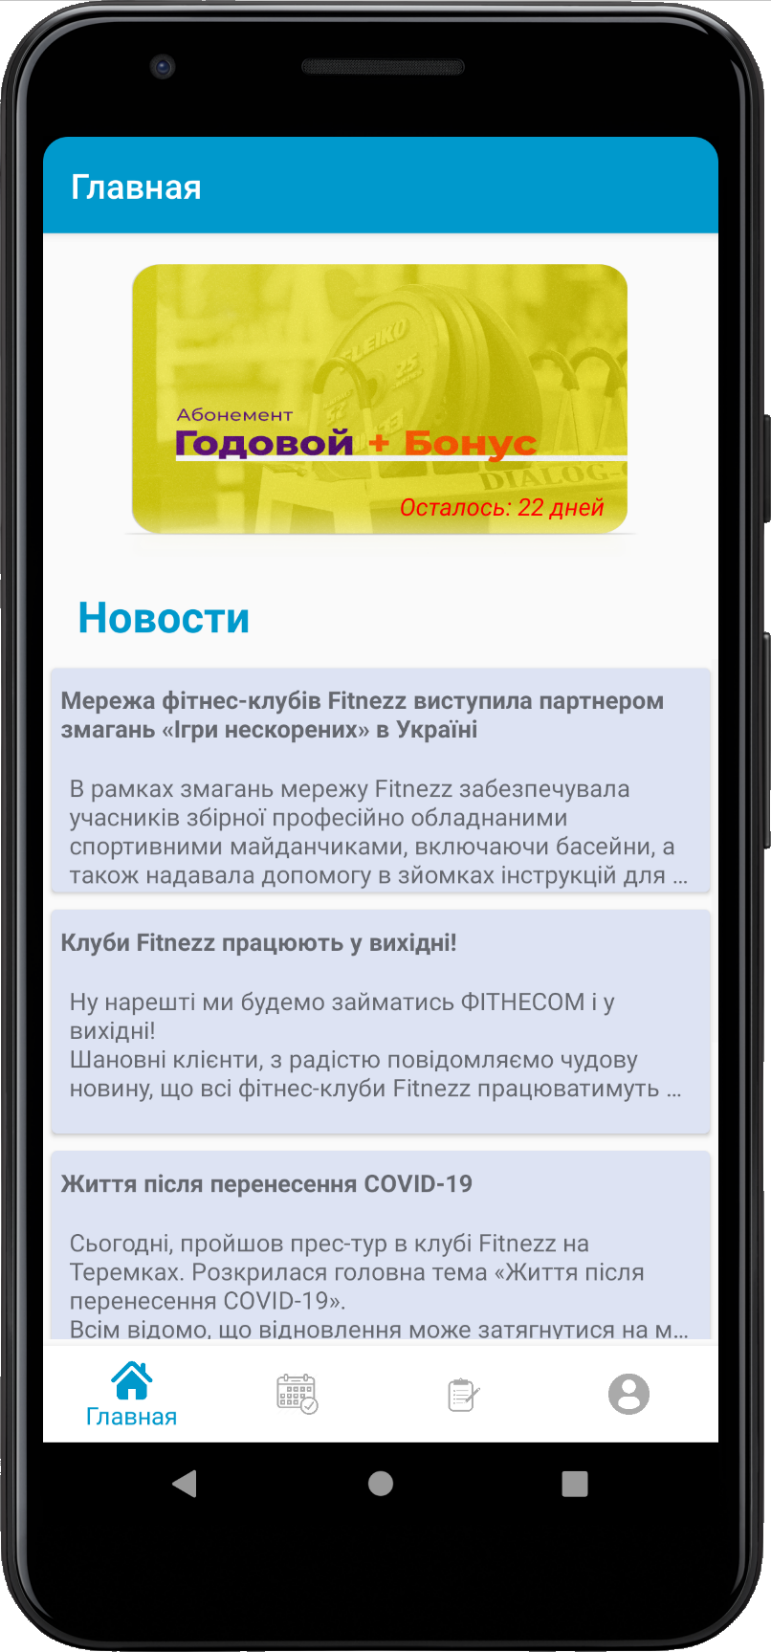 Главная
ELEIKO
25
Абонемент
Годовой + Бонус
DIALOG-
Осталось: 22 дней
Новости
Мережа фітнес-клубів Fitnezz виступила партнером
змагань «Ігри нескорених» в Україні
В рамках змагань мережу Fitnezz забезпечувала
учасників збірної професійно обладнаними
спортивними майданчиками, включаючи басейни, а
також надавала допомогу в зйомках інструкцій для ...
Клуби Fitnezz працюють у вихідні!
Ну нарешті ми будемо займатись ФІТНЕСОМ і у
вихідні!
Шановні клієнти, з радістю повідомляємо чудову
новину, що всі фітнес-клуби Fitnezz працюватимуть ...
Життя після перенесення COVID-19
Сьогодні, пройшов прес-тур в клубі Fitnezz на
Теремках. Розкрилася головна тема «Життя після
перенесення COVID-19».
Всім відомо, що відновлення може затягнутися на м...
Главная